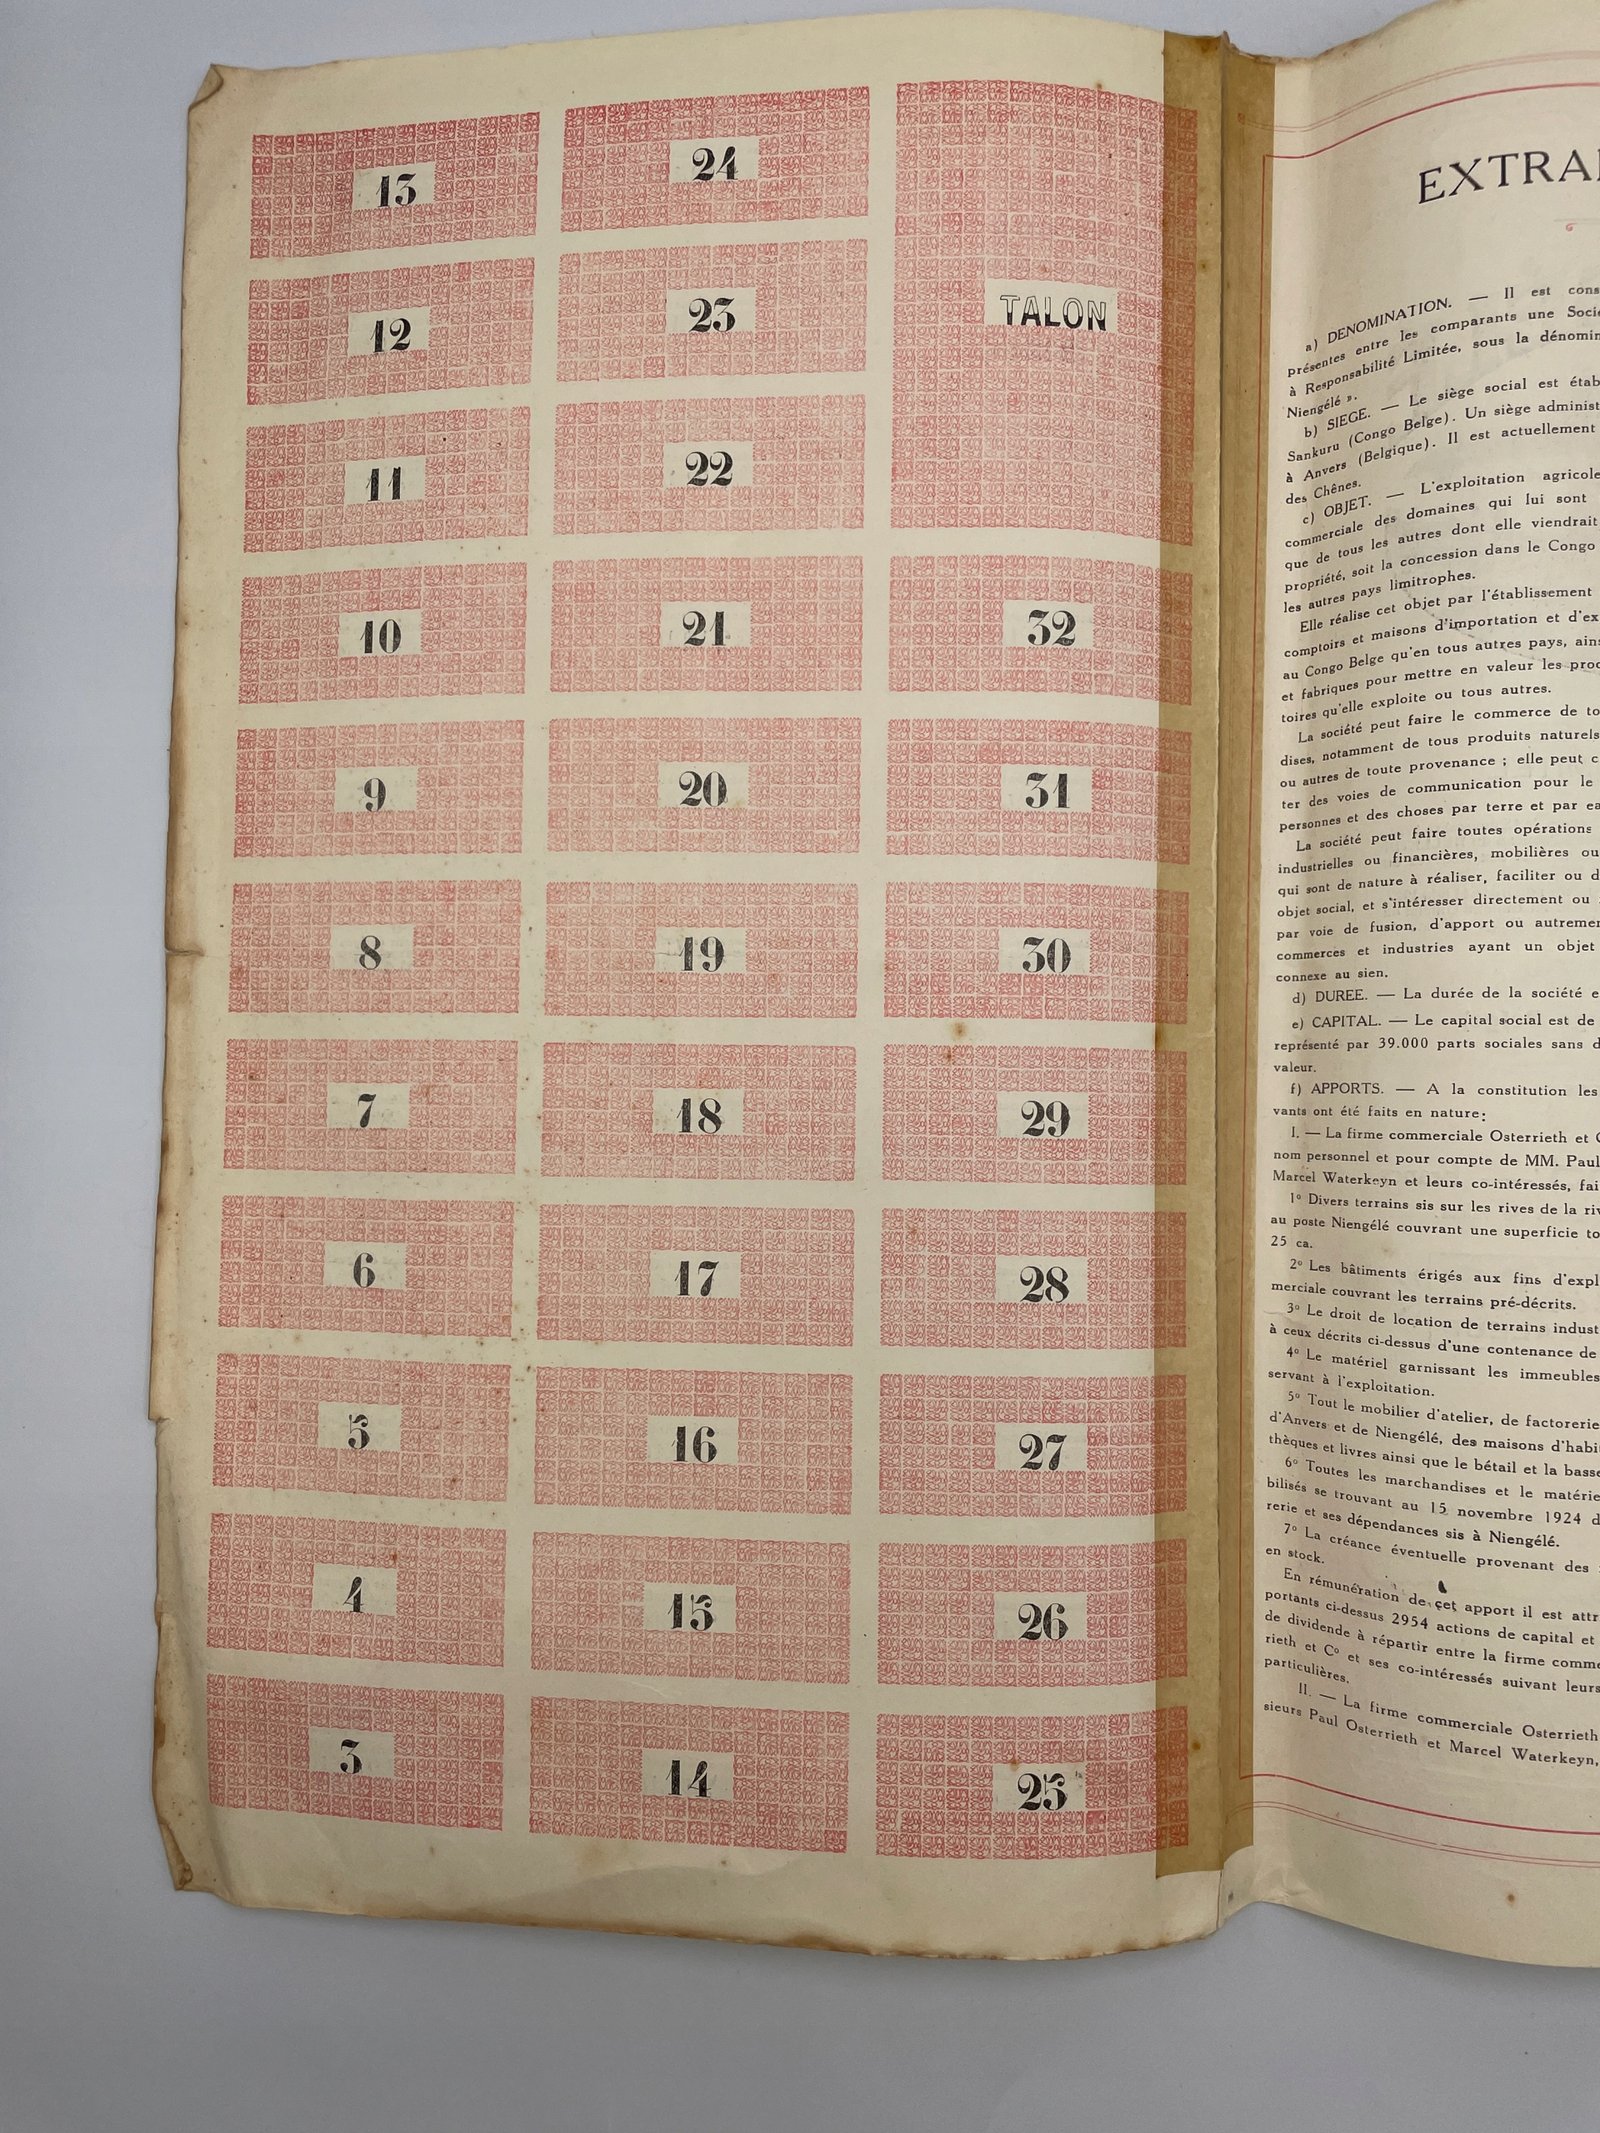 13
24
TALON
12
23
11
22
10
21
32
9
20
31
8
19
30
7
18
29
6
17
28
5
16
27
4
15
26
3
14
25
EXTRAI
a) DENOMINATION. — Il est cons
présentes entre les comparants une Socié
à Responsabilité Limitée, sous la dénomin
Niengélé ».
b) SIEGE. — Le siège social est étab
Sankuru (Congo Belge). Un siège administ
à Anvers (Belgique). Il est actuellement
des Chênes.
c) OBJET. — L'exploitation agricole
commerciale des domaines qui lui sont
que de tous les autres dont elle viendrait
propriété, soit la concession dans le Congo
les autres pays limitrophes.
Elle réalise cet objet par l'établissement
comptoirs et maisons d'importation et d'ex
au Congo Belge qu'en tous autres pays, ains
et fabriques pour mettre en valeur les proc
toires qu'elle exploite ou tous autres.
La société peut faire le commerce de to
dises, notamment de tous produits naturels
ou autres de toute provenance ; elle peut c
ter des voies de communication pour le
personnes et des choses par terre et par ea
La société peut faire toutes opérations
industrielles ou financières, mobilières ou
qui sont de nature à réaliser, faciliter ou d
objet social, et s'intéresser directement ou
par voie de fusion, d'apport ou autremen
commerces et industries ayant un objet
connexe au sien.
d) DUREE. — La durée de la société e
e) CAPITAL. — Le capital social est de
représenté par 39.000 parts sociales sans d
valeur.
f) APPORTS. — A la constitution les
vants ont été faits en nature:
I. — La firme commerciale Osterrieth et C
nom personnel et pour compte de MM. Paul
Marcel Waterkeyn et leurs co-intéressés, fai
1° Divers terrains sis sur les rives de la riv
au poste Niengélé couvrant une superficie to
25 ca.
2° Les bâtiments érigés aux fins d'expl
merciale couvrant les terrains pré-décrits.
3° Le droit de location de terrains indust
à ceux décrits ci-dessus d'une contenance de
4° Le matériel garnissant les immeubles
servant à l'exploitation.
5° Tout le mobilier d'atelier, de factorerie
d'Anvers et de Niengélé, des maisons d'habit
thèques et livres ainsi que le bétail et la basse
6° Toutes les marchandises et le matérie
bilisés se trouvant au 15 novembre 1924 d
rerie et ses dépendances sis à Niengélé.
7° La créance éventuelle provenant des
en stock.
En rémunération de cet apport il est attr
portants ci-dessus 2954 actions de capital et
de dividende à répartir entre la firme comme
rieth et C° et ses co-intéressés suivant leurs
particulières.
II. — La firme commerciale Osterrieth
sieurs Paul Osterrieth et Marcel Waterkeyn,